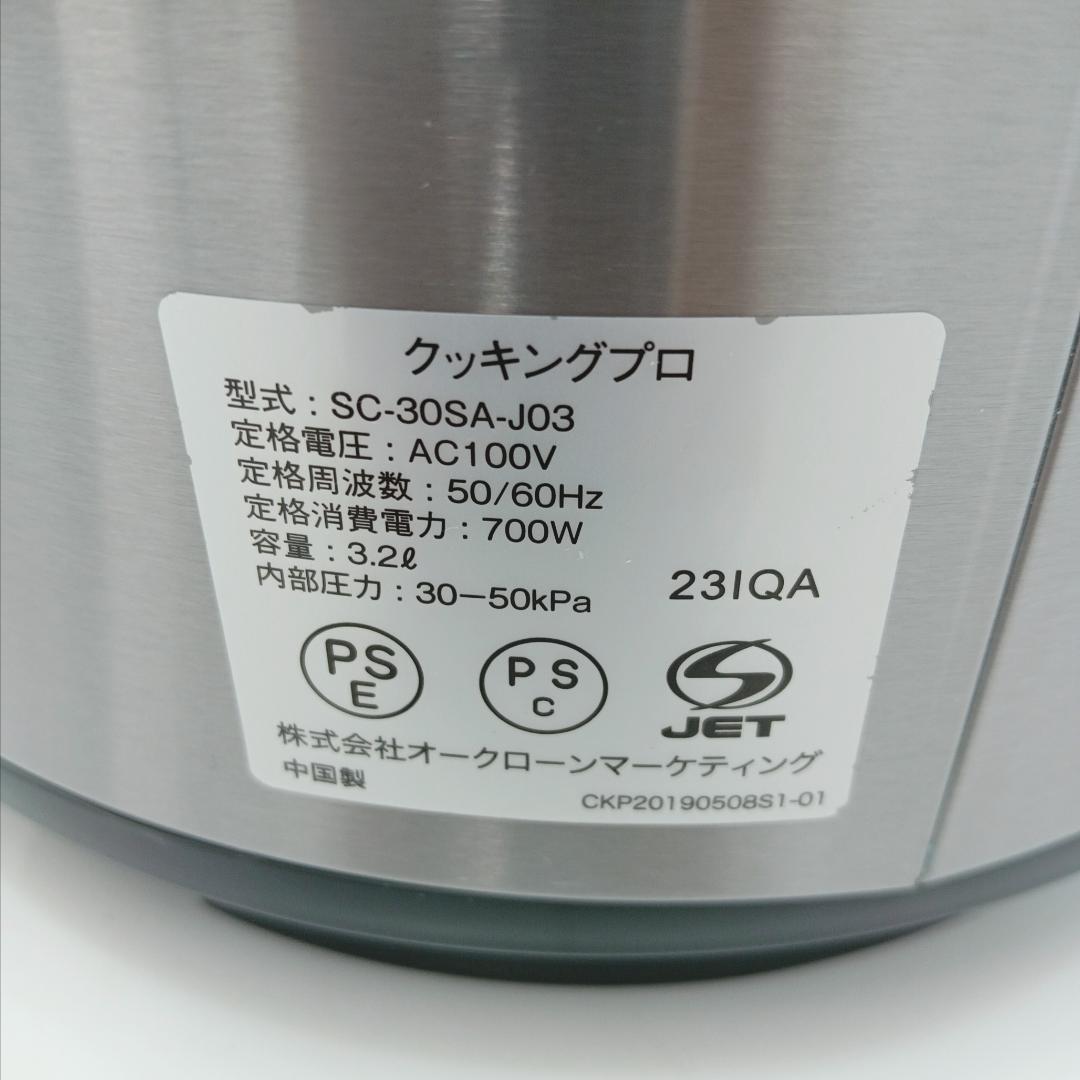 クッキングプロ
型式：SC-30SA-J03
定格電圧：AC100V
定格周波数：50/60Hz
定格消費電力：700W
容量：3.2ℓ
内部圧力：30－50kPa
23IQA
PS
E
PS
C
S
JET
株式会社オークローンマーケティング
中国製
CKP20190508S1-01